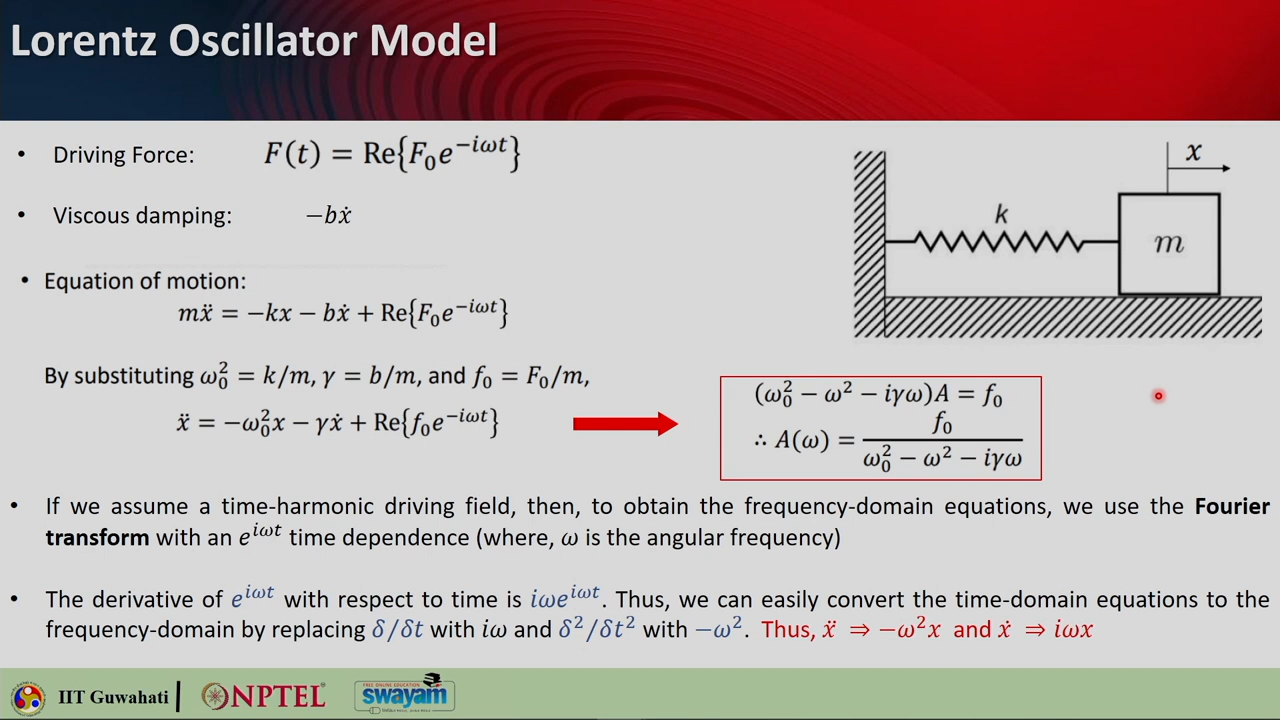 Lorentz Oscillator Model
• Driving Force: F(t) = Re{F₀e^{−iωt}}
• Viscous damping: −bẋ
• Equation of motion:
mẍ = −kx − bẋ + Re{F₀e^{−iωt}}
By substituting ω₀² = k/m, γ = b/m, and f₀ = F₀/m,
ẍ = −ω₀²x − γẋ + Re{f₀e^{−iωt}}
x
k
m
(ω₀² − ω² − iγω)A = f₀
∴ A(ω) = f₀ / (ω₀² − ω² − iγω)
• If we assume a time-harmonic driving field, then, to obtain the frequency-domain equations, we use the Fourier
transform with an e^{iωt} time dependence (where, ω is the angular frequency)
• The derivative of e^{iωt} with respect to time is iωe^{iωt}. Thus, we can easily convert the time-domain equations to the
frequency-domain by replacing δ/δt with iω and δ²/δt² with −ω². Thus, ẍ ⇒ −ω²x and ẋ ⇒ iωx
IIT Guwahati
NPTEL
FREE ONLINE EDUCATION
swayam